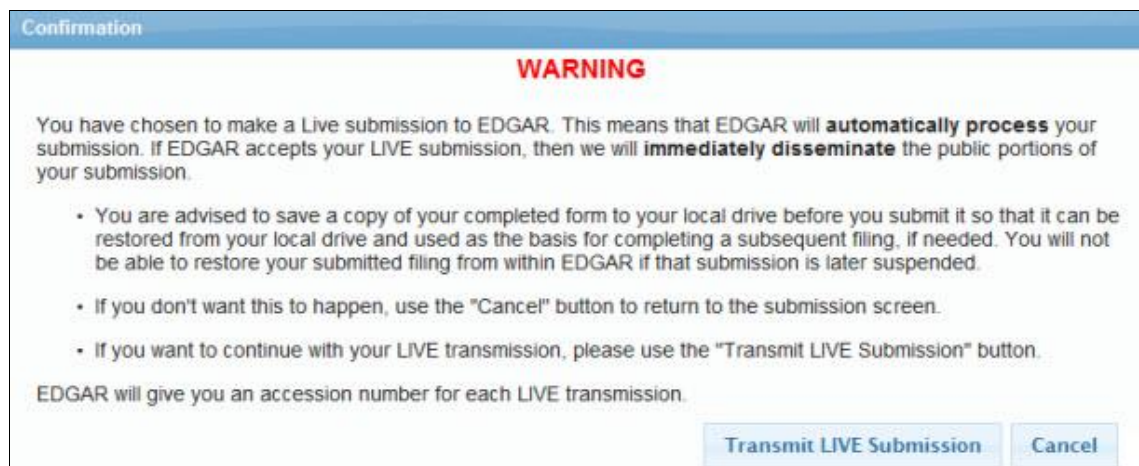 Confirmation
WARNING
You have chosen to make a Live submission to EDGAR. This means that EDGAR will automatically process your
submission. If EDGAR accepts your LIVE submission, then we will immediately disseminate the public portions of
your submission.
• You are advised to save a copy of your completed form to your local drive before you submit it so that it can be
restored from your local drive and used as the basis for completing a subsequent filing, if needed. You will not
be able to restore your submitted filing from within EDGAR if that submission is later suspended.
• If you don't want this to happen, use the "Cancel" button to return to the submission screen.
• If you want to continue with your LIVE transmission, please use the "Transmit LIVE Submission" button.
EDGAR will give you an accession number for each LIVE transmission.
Transmit LIVE Submission Cancel